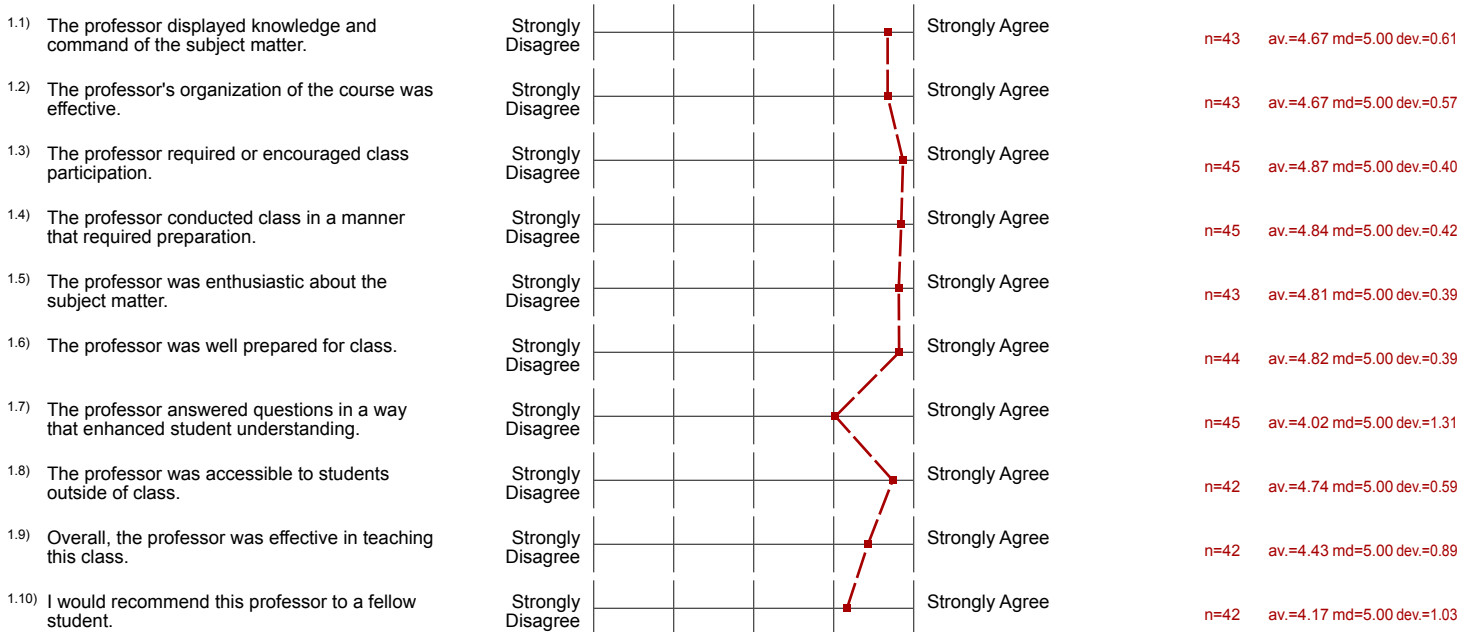 1.1) The professor displayed knowledge and
command of the subject matter.
Strongly
Disagree
Strongly Agree
n=43 av.=4.67 md=5.00 dev.=0.61
1.2) The professor's organization of the course was
effective.
Strongly
Disagree
Strongly Agree
n=43 av.=4.67 md=5.00 dev.=0.57
1.3) The professor required or encouraged class
participation.
Strongly
Disagree
Strongly Agree
n=45 av.=4.87 md=5.00 dev.=0.40
1.4) The professor conducted class in a manner
that required preparation.
Strongly
Disagree
Strongly Agree
n=45 av.=4.84 md=5.00 dev.=0.42
1.5) The professor was enthusiastic about the
subject matter.
Strongly
Disagree
Strongly Agree
n=43 av.=4.81 md=5.00 dev.=0.39
1.6) The professor was well prepared for class.
Strongly
Disagree
Strongly Agree
n=44 av.=4.82 md=5.00 dev.=0.39
1.7) The professor answered questions in a way
that enhanced student understanding.
Strongly
Disagree
Strongly Agree
n=45 av.=4.02 md=5.00 dev.=1.31
1.8) The professor was accessible to students
outside of class.
Strongly
Disagree
Strongly Agree
n=42 av.=4.74 md=5.00 dev.=0.59
1.9) Overall, the professor was effective in teaching
this class.
Strongly
Disagree
Strongly Agree
n=42 av.=4.43 md=5.00 dev.=0.89
1.10) I would recommend this professor to a fellow
student.
Strongly
Disagree
Strongly Agree
n=42 av.=4.17 md=5.00 dev.=1.03